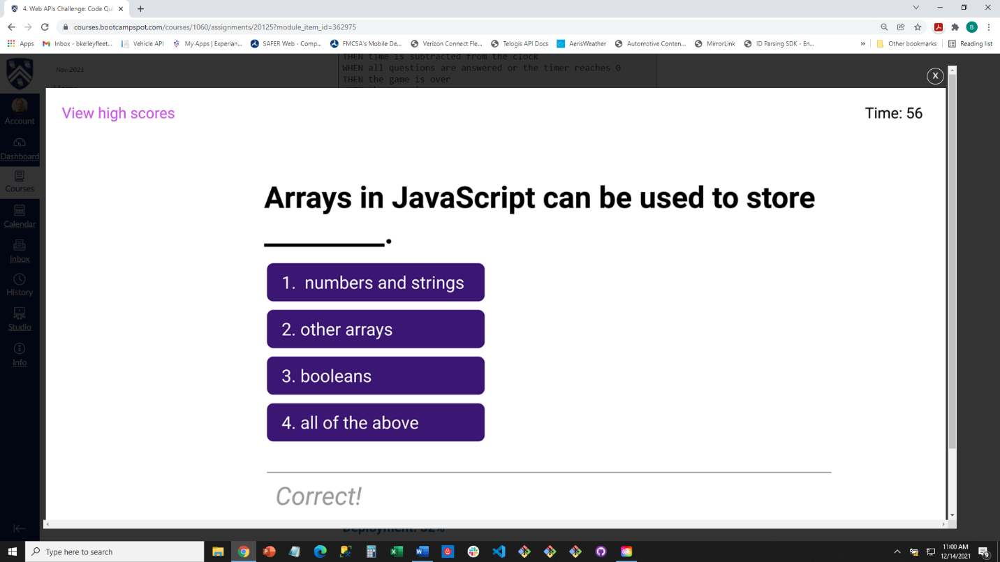 4. Web APIs Challenge: Code Qui
courses.bootcampspot.com/courses/1060/assignments/20125?module_item_id=362975
B
Apps
Inbox - bkelleyfleet...
Vehicle API
My Apps | Experian...
SAFER Web - Comp...
FMCSA's Mobile De...
Verizon Connect Fle...
Telogis API Docs
AerisWeather
Automotive Conten...
MirrorLink
ID Parsing SDK - En...
»
Other bookmarks
Reading list
THEN time is subtracted from the clock
WHEN all questions are answered or the timer reaches 0
THEN the game is over
Nov-2021
Home
X
Account
Dashboard
Courses
Calendar
Inbox
History
Studio
Info
View high scores
Time: 56
Arrays in JavaScript can be used to store
________.
1. numbers and strings
2. other arrays
3. booleans
4. all of the above
Correct!
Deployment: 32%
Type here to search
11:00 AM
12/14/2021
9